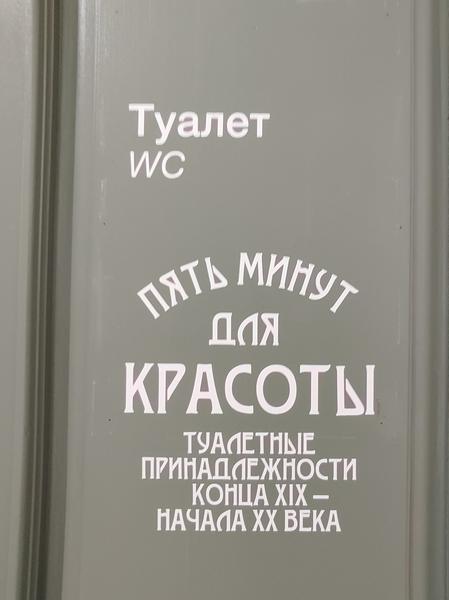 Туалет
WC
ПЯТЬ МИНУТ
ДЛЯ
КРАСОТЫ
ТУАЛЕТНЫЕ
ПРИНАДЛЕЖНОСТИ
КОНЦА XIX –
НАЧАЛА XX ВЕКА